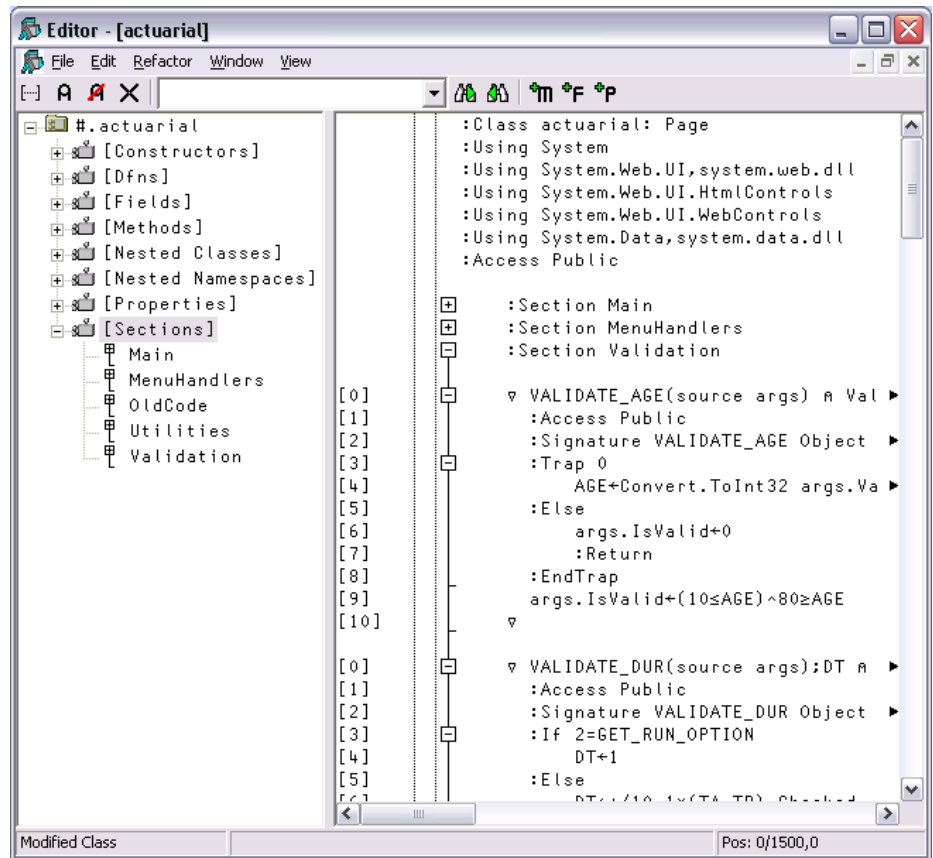 Editor - [actuarial]
File Edit Refactor Window View
#.actuarial
[Constructors]
[Dfns]
[Fields]
[Methods]
[Nested Classes]
[Nested Namespaces]
[Properties]
[Sections]
Main
MenuHandlers
OldCode
Utilities
Validation
:Class actuarial: Page
:Using System
:Using System.Web.UI,system.web.dll
:Using System.Web.UI.HtmlControls
:Using System.Web.UI.WebControls
:Using System.Data,system.data.dll
:Access Public
:Section Main
:Section MenuHandlers
:Section Validation
[0] ∇ VALIDATE_AGE(source args) ⍝ Val
[1] :Access Public
[2] :Signature VALIDATE_AGE Object
[3] :Trap 0
[4] AGE←Convert.ToInt32 args.Va
[5] :Else
[6] args.IsValid←0
[7] :Return
[8] :EndTrap
[9] args.IsValid←(10≤AGE)^80≥AGE
[10] ∇
[0] ∇ VALIDATE_DUR(source args);DT ⍝
[1] :Access Public
[2] :Signature VALIDATE_DUR Object
[3] :If 2=GET_RUN_OPTION
[4] DT←1
[5] :Else
Modified Class
Pos: 0/1500,0